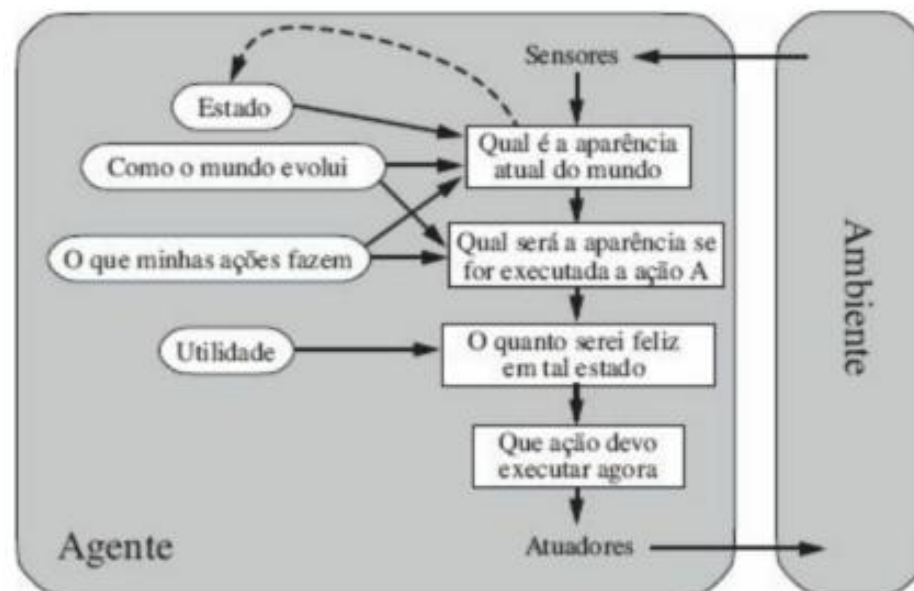 Sensores
Estado
Qual é a aparência
atual do mundo
Como o mundo evolui
Qual será a aparência se
for executada a ação A
O que minhas ações fazem
O quanto serei feliz
em tal estado
Utilidade
Que ação devo
executar agora
Agente
Atuadores
Ambiente